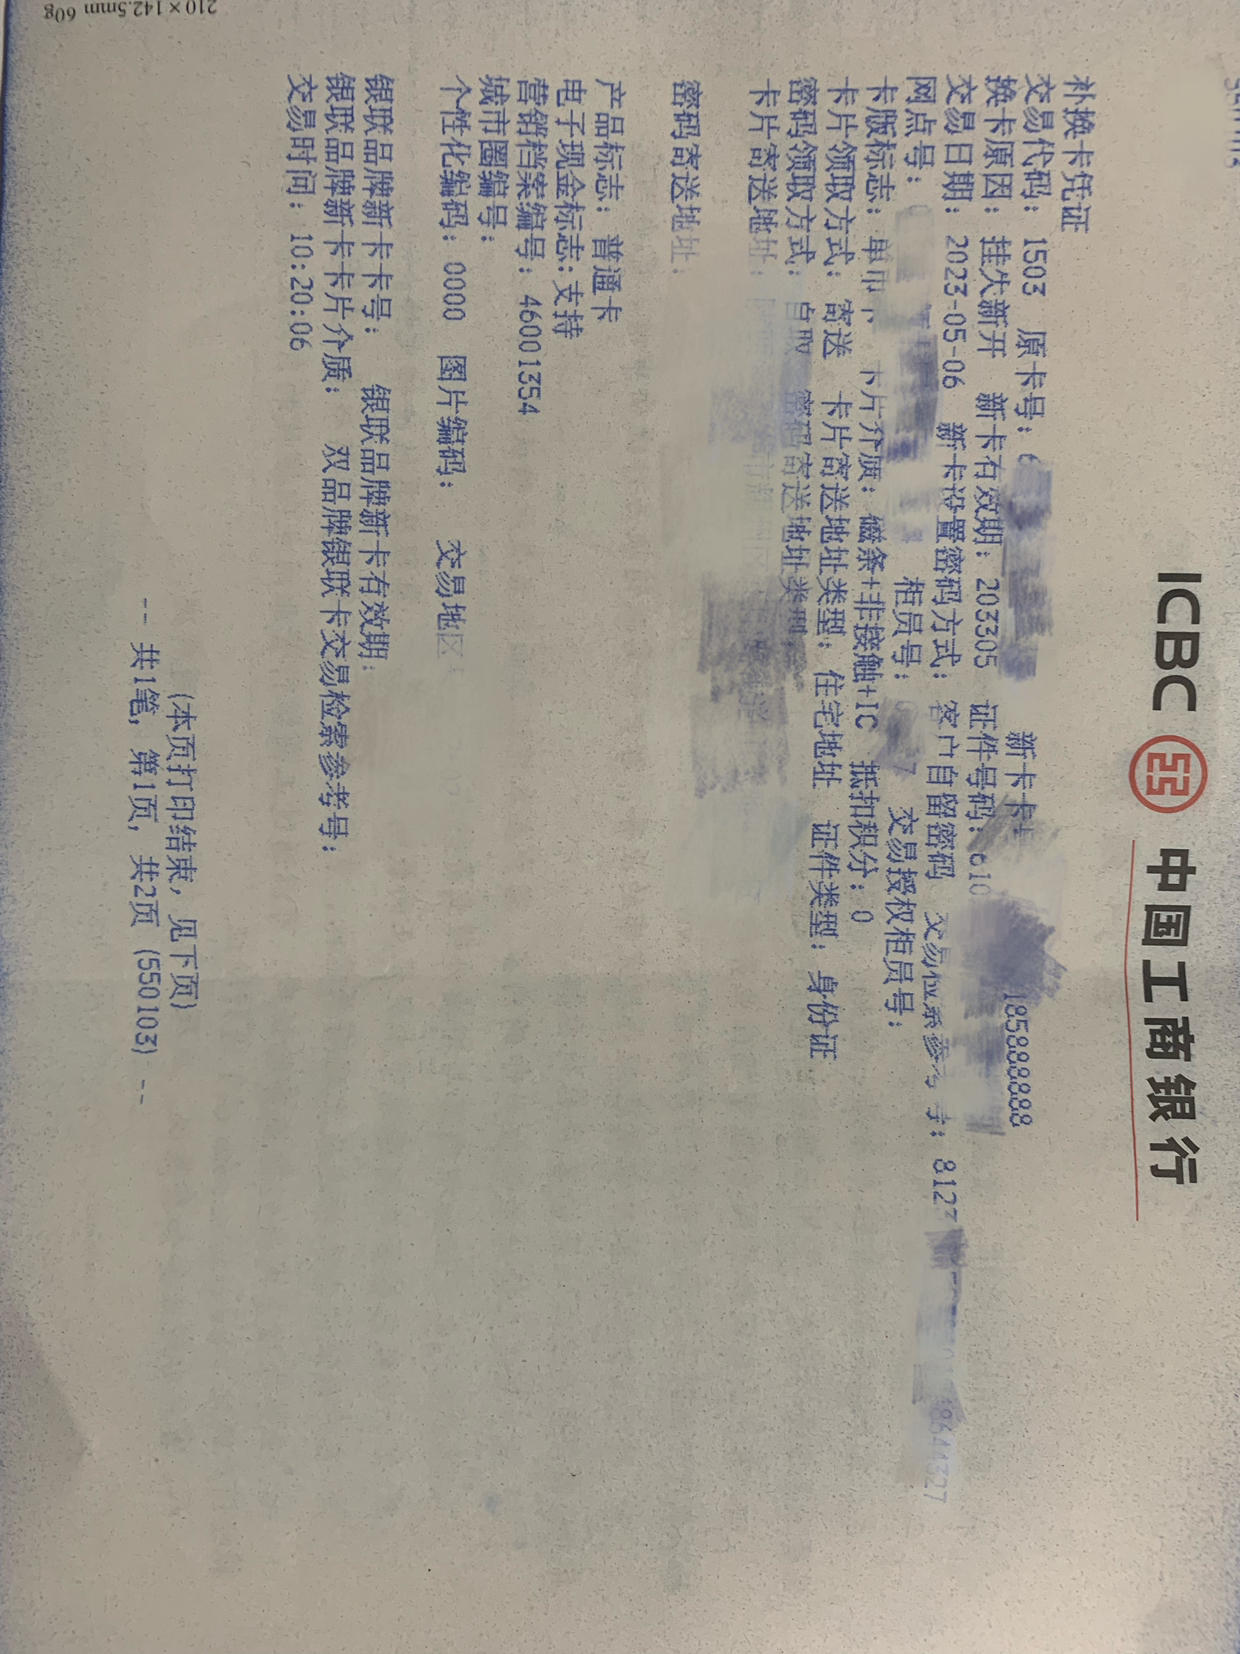 ICBC 中国工商银行
补换卡凭证
交易代码: 1503 原卡号: 新卡卡 185888888
换卡原因: 挂失新开 新卡有效期: 203305 证件号码: 610
交易日期: 2023-05-06 新卡设置密码方式: 客户自留密码 交易检索参考号: 8127 8644327
网点号: 柜员号: 7 交易授权柜员号:
卡版标志: 单币卡 卡片介质: 磁条+非接触+IC 抵扣积分: 0
卡片领取方式: 寄送 卡片寄送地址类型: 住宅地址 证件类型: 身份证
密码领取方式: 自取 密码寄送地址类型:
卡片寄送地址:
密码寄送地址:
产品标志: 普通卡
电子现金标志:支持
营销档案编号: 46001354
城市圈编号:
个性化编码: 0000 图片编码: 交易地区
银联品牌新卡卡号: 银联品牌新卡有效期:
银联品牌新卡卡片介质: 双品牌银联卡交易检索参考号:
交易时间: 10:20:06
(本页打印结束, 见下页)
-- 共1笔, 第1页, 共2页 (550103) --
210×142.5mm 60g